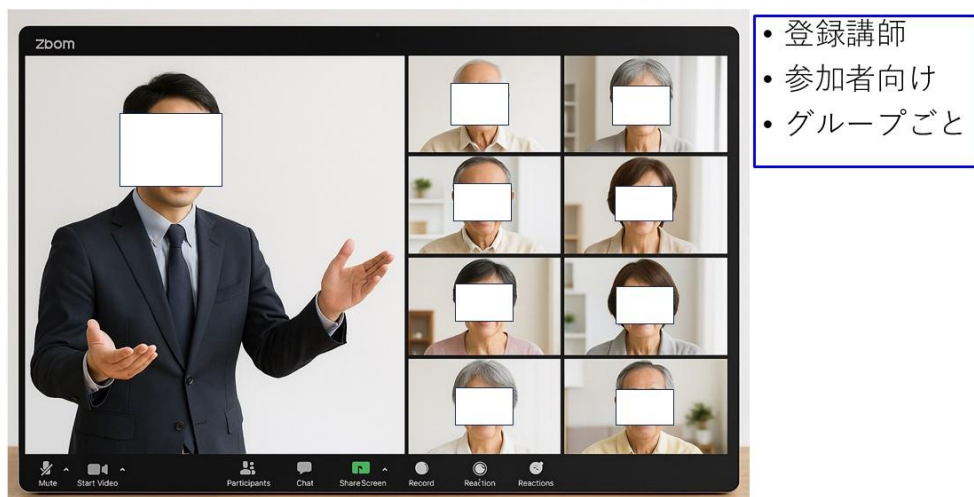 Zbom
• 登録講師
• 参加者向け
• グループごと
Mute
Start Video
Participants
Chat
Share Screen
Record
Reaction
Reactions